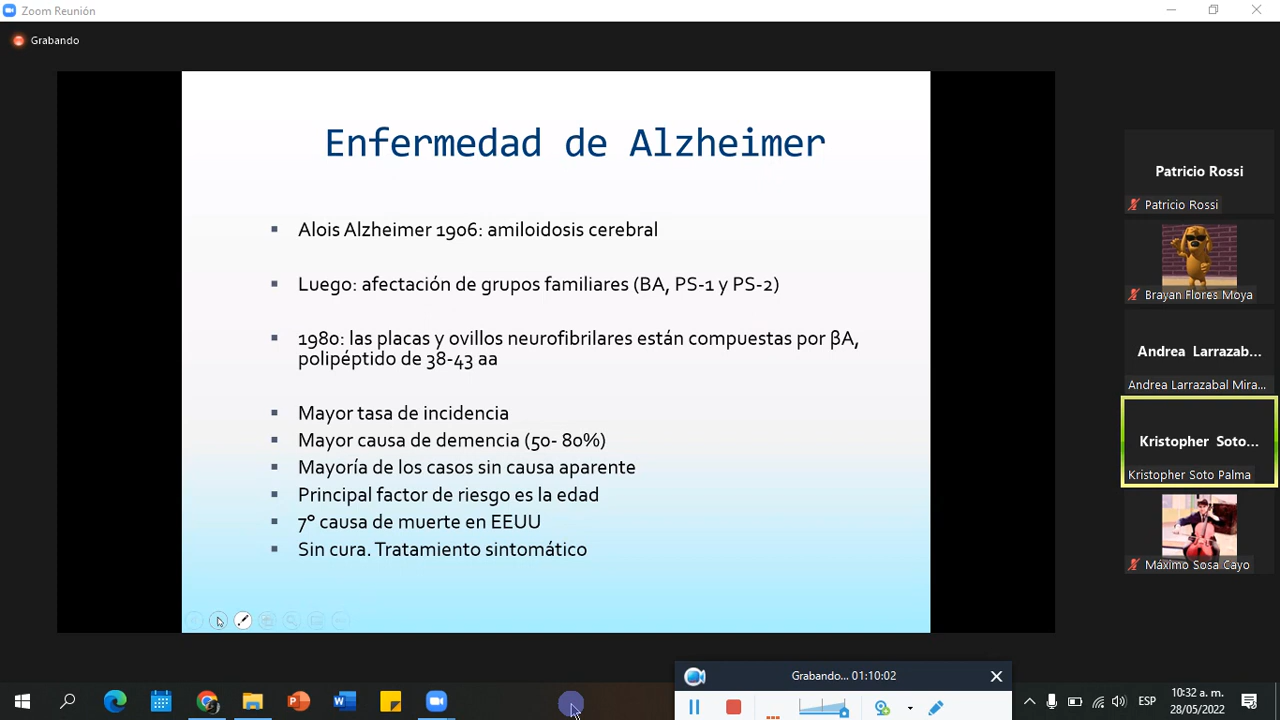 Zoom Reunión
Grabando
Enfermedad de Alzheimer
Alois Alzheimer 1906: amiloidosis cerebral
Luego: afectación de grupos familiares (BA, PS-1 y PS-2)
1980: las placas y ovillos neurofibrilares están compuestas por βA,
polipéptido de 38-43 aa
Mayor tasa de incidencia
Mayor causa de demencia (50- 80%)
Mayoría de los casos sin causa aparente
Principal factor de riesgo es la edad
7º causa de muerte en EEUU
Sin cura. Tratamiento sintomático
Patricio Rossi
Patricio Rossi
Brayan Flores Moya
Andrea Larrazab...
Andrea Larrazabal Mira...
Kristopher Soto...
Kristopher Soto Palma
Máximo Sosa Cayo
Grabando... 01:10:02
ESP
10:32 a. m.
28/05/2022